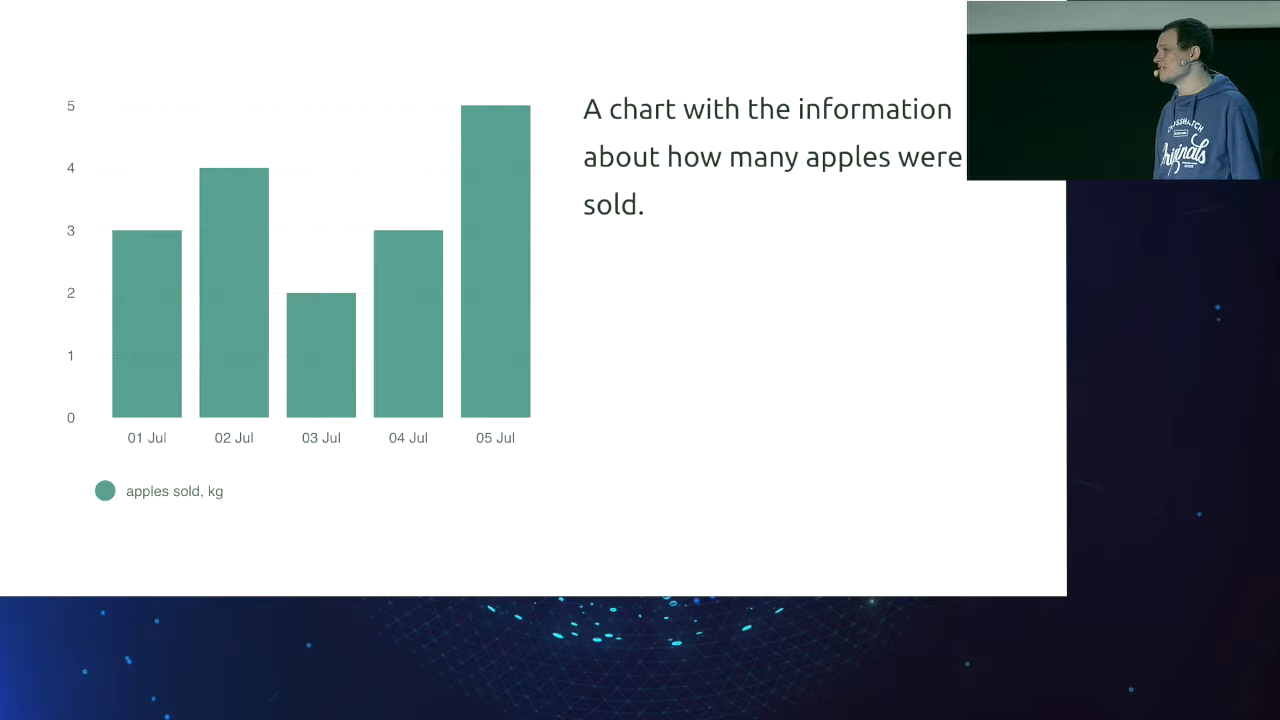 A chart with the information
about how many apples were
sold.
5
4
3
2
1
0
01 Jul
02 Jul
03 Jul
04 Jul
05 Jul
apples sold, kg
Originals